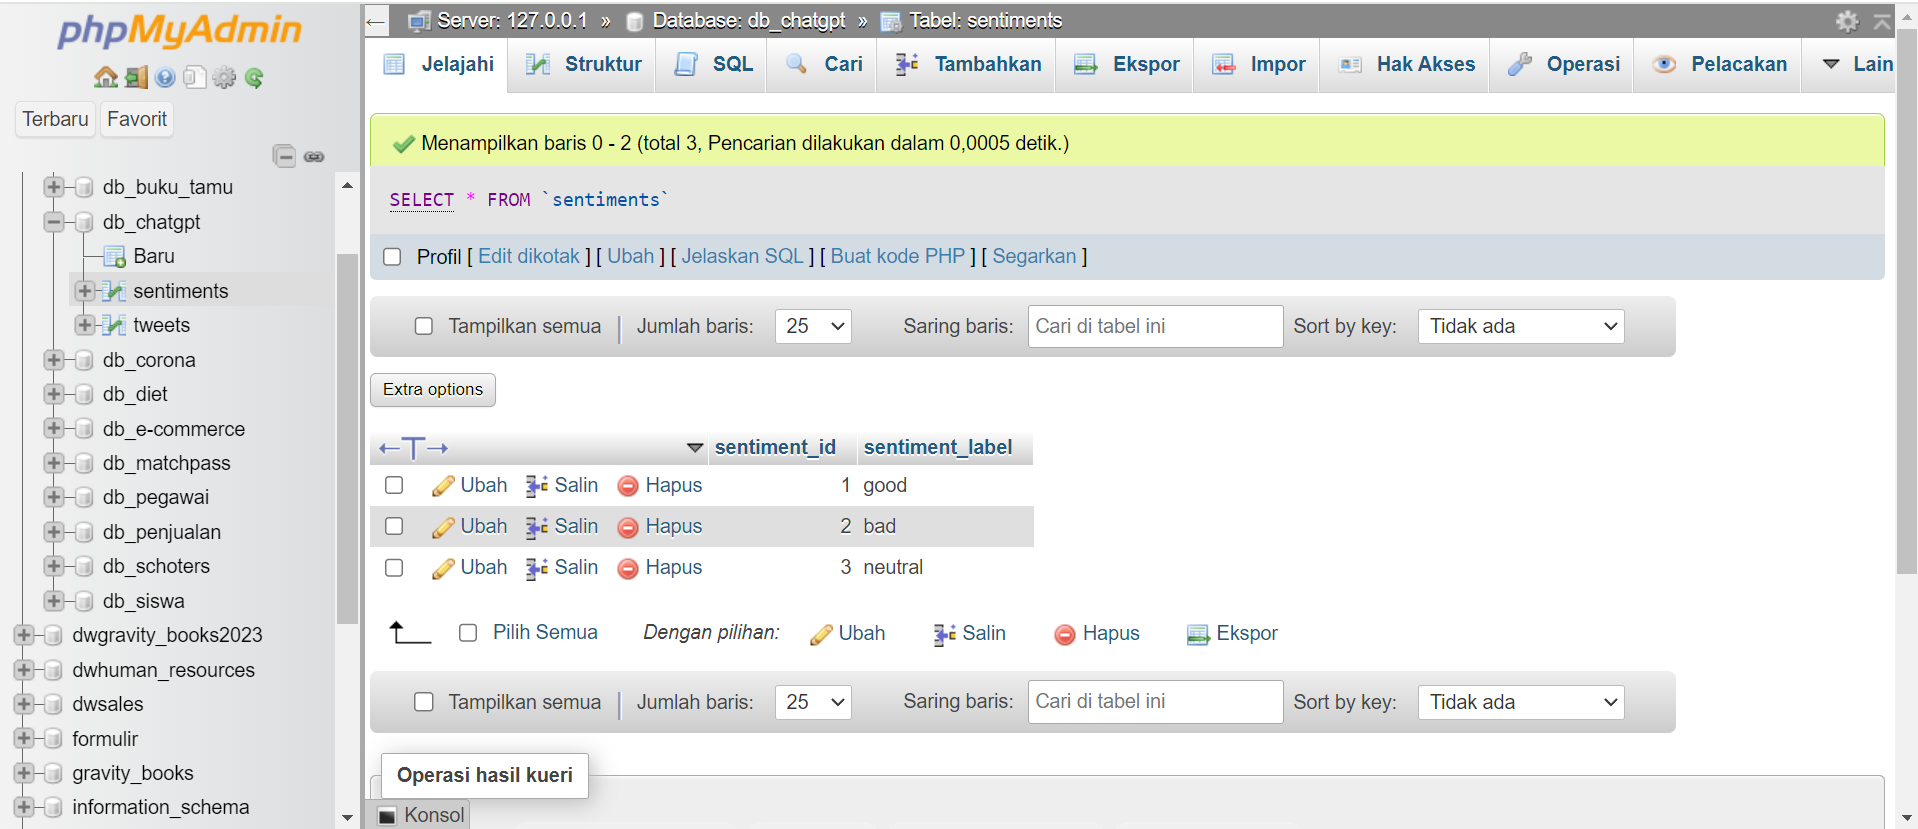 phpMyAdmin
Terbaru Favorit
db_buku_tamu
db_chatgpt
Baru
sentiments
tweets
db_corona
db_diet
db_e-commerce
db_matchpass
db_pegawai
db_penjualan
db_schoters
db_siswa
dwgravity_books2023
dwhuman_resources
dwsales
formulir
gravity_books
information_schema
Server: 127.0.0.1 » Database: db_chatgpt » Tabel: sentiments
Jelajahi Struktur SQL Cari Tambahkan Ekspor Impor Hak Akses Operasi Pelacakan Lain
Menampilkan baris 0 - 2 (total 3, Pencarian dilakukan dalam 0,0005 detik.)
SELECT * FROM `sentiments`
Profil [ Edit dikotak ] [ Ubah ] [ Jelaskan SQL ] [ Buat kode PHP ] [ Segarkan ]
Tampilkan semua | Jumlah baris: 25 Saring baris: Cari di tabel ini Sort by key: Tidak ada
Extra options
←T→ sentiment_id sentiment_label
Ubah Salin Hapus 1 good
Ubah Salin Hapus 2 bad
Ubah Salin Hapus 3 neutral
Pilih Semua Dengan pilihan: Ubah Salin Hapus Ekspor
Tampilkan semua | Jumlah baris: 25 Saring baris: Cari di tabel ini Sort by key: Tidak ada
Operasi hasil kueri
Konsol